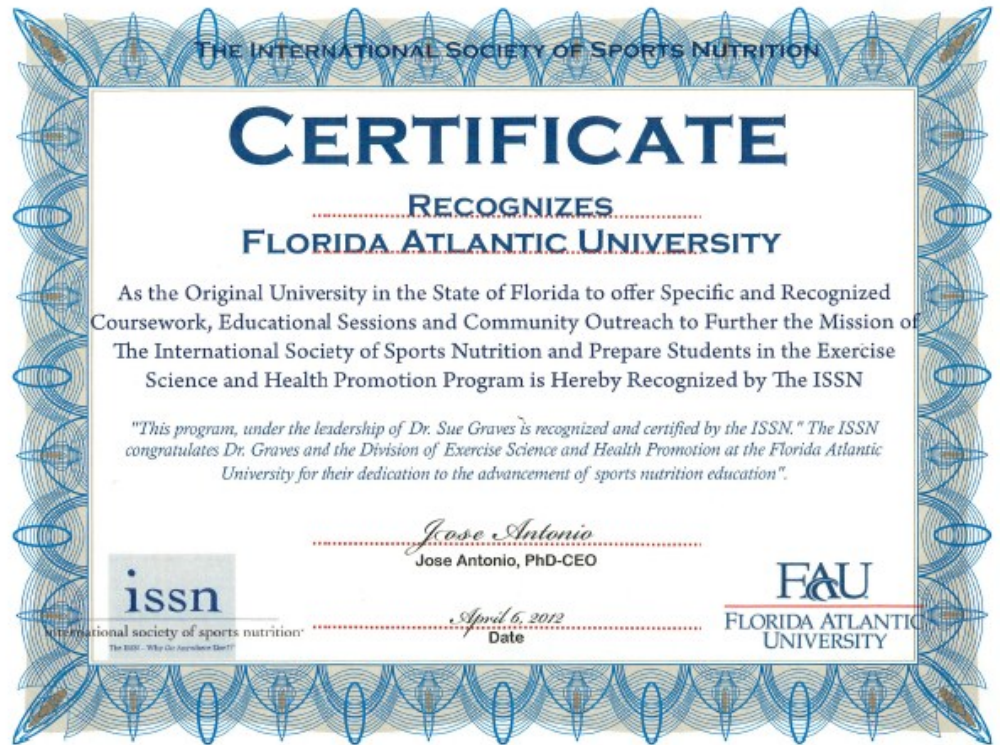 THE INTERNATIONAL SOCIETY OF SPORTS NUTRITION
CERTIFICATE
RECOGNIZES
FLORIDA ATLANTIC UNIVERSITY
As the Original University in the State of Florida to offer Specific and Recognized
Coursework, Educational Sessions and Community Outreach to Further the Mission of
The International Society of Sports Nutrition and Prepare Students in the Exercise
Science and Health Promotion Program is Hereby Recognized by The ISSN
"This program, under the leadership of Dr. Sue Graves is recognized and certified by the ISSN." The ISSN
congratulates Dr. Graves and the Division of Exercise Science and Health Promotion at the Florida Atlantic
University for their dedication to the advancement of sports nutrition education".
Jose Antonio
Jose Antonio, PhD-CEO
issn
international society of sports nutrition
The ISSN – Why Go Anywhere Else?!
April 6, 2012
Date
FAU
FLORIDA ATLANTIC
UNIVERSITY